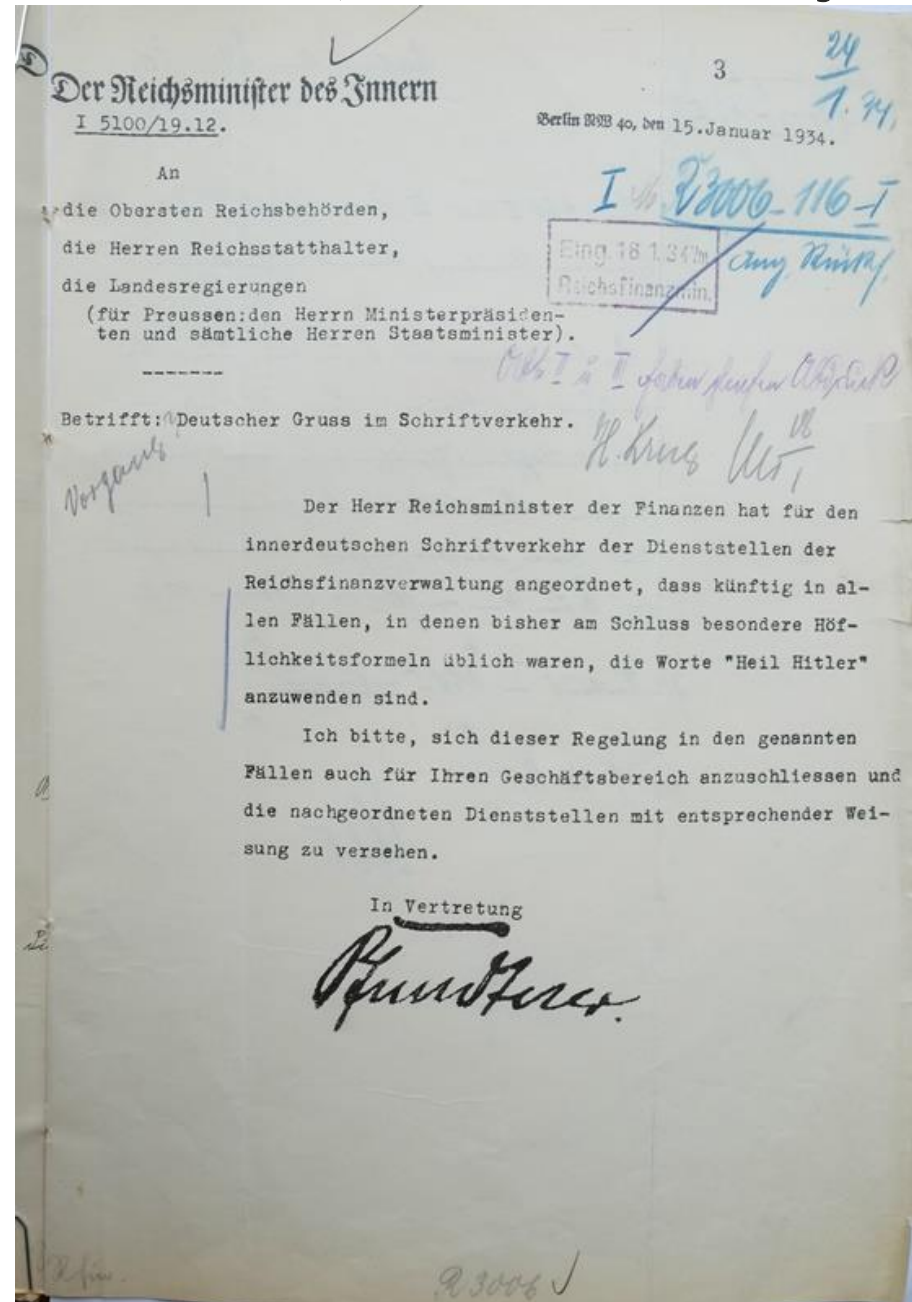 3
24
1. 34.
Der Reichsminister des Innern
I 5100/19.12.
Berlin NW 40, den 15.Januar 1934.
An
die Obersten Reichsbehörden,
die Herren Reichsstatthalter,
die Landesregierungen
(für Preussen:den Herrn Ministerpräsiden-
ten und sämtliche Herren Staatsminister).
-------
I
3006-116-I
Eing. 18 1. 34
Reichsfinanzmin.
Betrifft: Deutscher Gruss im Schriftverkehr.
Vorgang
Der Herr Reichsminister der Finanzen hat für den
innerdeutschen Schriftverkehr der Dienststellen der
Reichsfinanzverwaltung angeordnet, dass künftig in al-
len Fällen, in denen bisher am Schluss besondere Höf-
lichkeitsformeln üblich waren, die Worte "Heil Hitler"
anzuwenden sind.
Ich bitte, sich dieser Regelung in den genannten
Fällen auch für Ihren Geschäftsbereich anzuschliessen und
die nachgeordneten Dienststellen mit entsprechender Wei-
sung zu versehen.
In Vertretung
Pfundtner.
R 3006